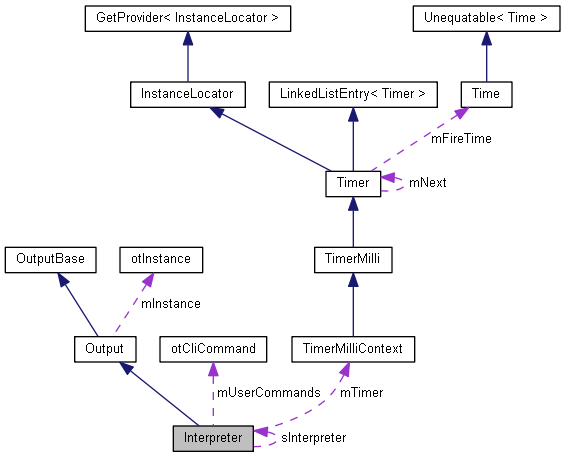 GetProvider< InstanceLocator >
Unequatable< Time >
InstanceLocator
LinkedListEntry< Timer >
Time
mFireTime
Timer
mNext
OutputBase
otInstance
TimerMilli
mInstance
Output
otCliCommand
TimerMilliContext
mUserCommands
mTimer
Interpreter
sInterpreter